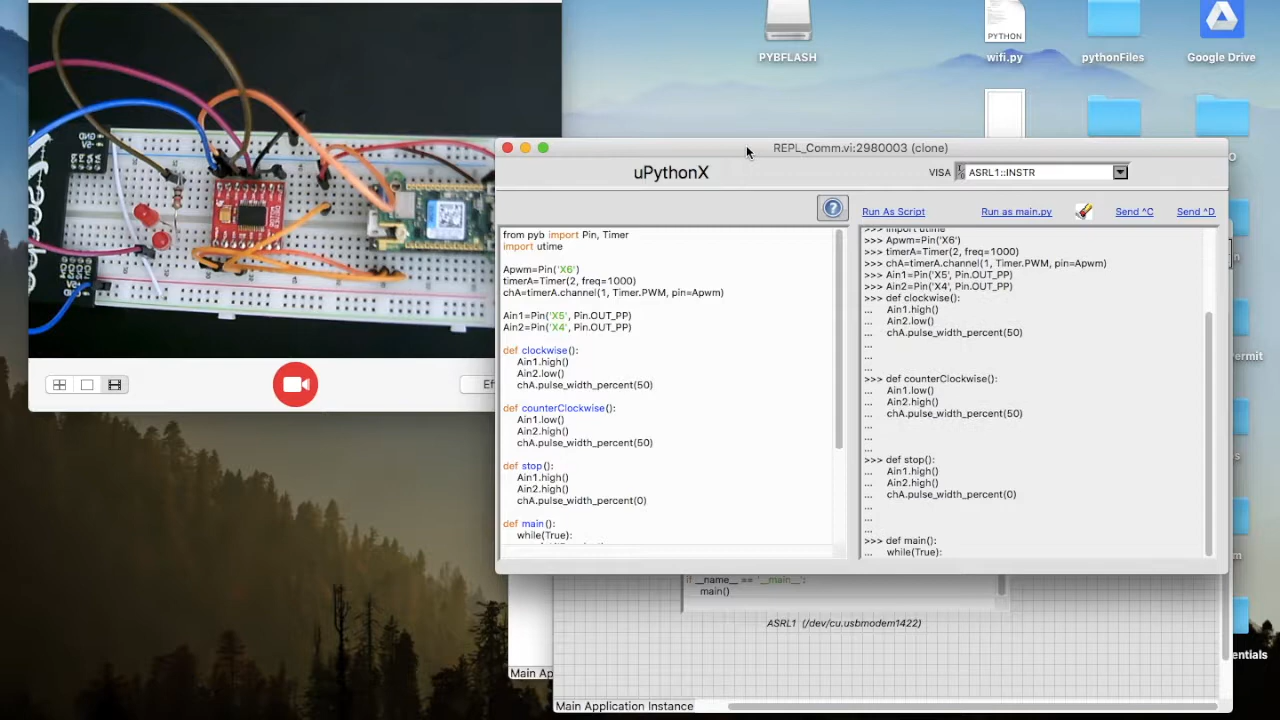 PYBFLASH
PYTHON
wifi.py
pythonFiles
Google Drive
REPL_Comm.vi:2980003 (clone)
uPythonX
VISA
ASRL1::INSTR
Run As Script
Run as main.py
Send ^C
Send ^D
from pyb import Pin, Timer
import utime
Apwm=Pin('X6')
timerA=Timer(2, freq=1000)
chA=timerA.channel(1, Timer.PWM, pin=Apwm)
Ain1=Pin('X5', Pin.OUT_PP)
Ain2=Pin('X4', Pin.OUT_PP)
def clockwise():
Ain1.high()
Ain2.low()
chA.pulse_width_percent(50)
def counterClockwise():
Ain1.low()
Ain2.high()
chA.pulse_width_percent(50)
def stop():
Ain1.high()
Ain2.high()
chA.pulse_width_percent(0)
def main():
while(True):
>>> import utime
>>> Apwm=Pin('X6')
>>> timerA=Timer(2, freq=1000)
>>> chA=timerA.channel(1, Timer.PWM, pin=Apwm)
>>> Ain1=Pin('X5', Pin.OUT_PP)
>>> Ain2=Pin('X4', Pin.OUT_PP)
>>> def clockwise():
... Ain1.high()
... Ain2.low()
... chA.pulse_width_percent(50)
...
...
...
>>> def counterClockwise():
... Ain1.low()
... Ain2.high()
... chA.pulse_width_percent(50)
...
...
...
>>> def stop():
... Ain1.high()
... Ain2.high()
... chA.pulse_width_percent(0)
...
...
...
>>> def main():
... while(True):
if __name__ == '__main__':
main()
ASRL1 (/dev/cu.usbmodem1422)
Main Ap
Main Application Instance
ermit
entials